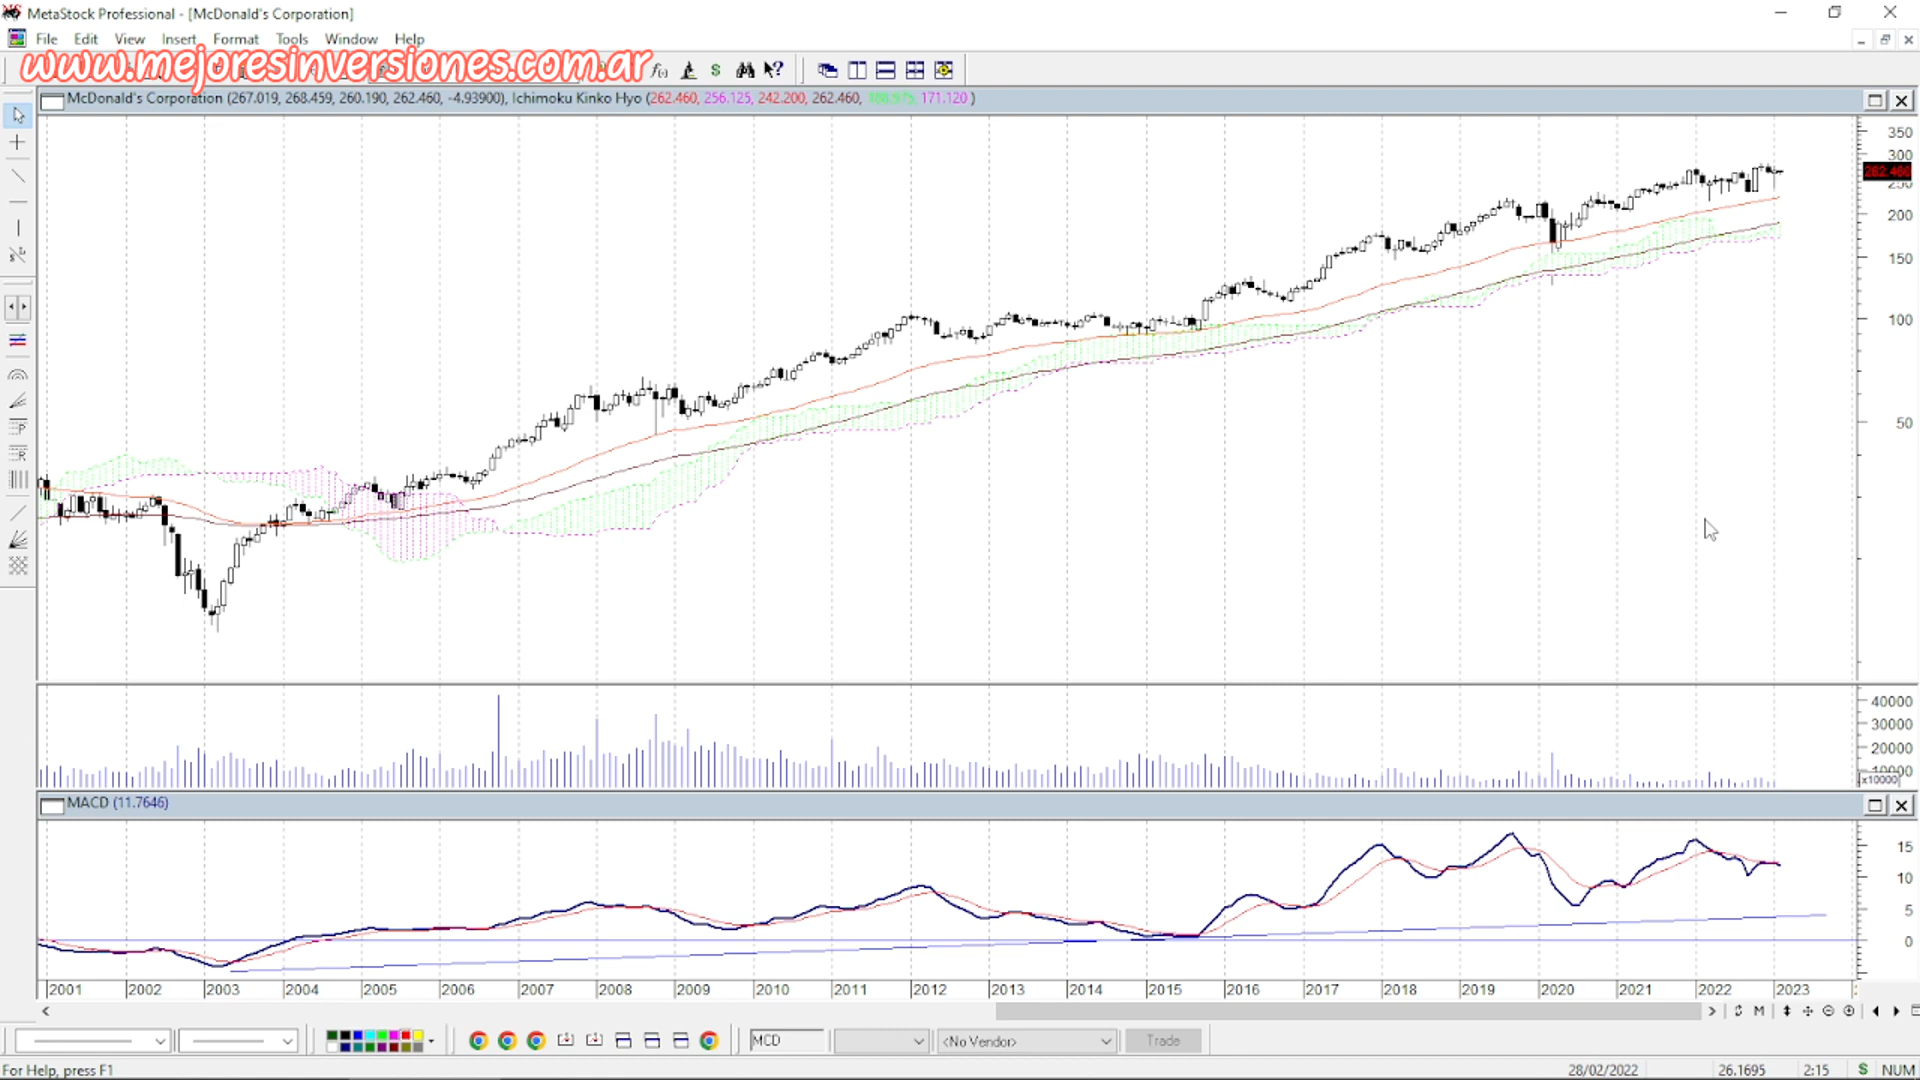 MetaStock Professional - [McDonald's Corporation]
File Edit View Insert Format Tools Window Help
www.mejoresinversiones.com.ar
McDonald's Corporation (267.019, 268.459, 260.190, 262.460, -4.93900), Ichimoku Kinko Hyo (262.460, 256.125, 242.200, 262.460, 171.120 )
350
300
262.460
250
200
150
100
50
40000
30000
20000
10000
x10000
MACD (11.7646)
15
10
5
0
2001 2002 2003 2004 2005 2006 2007 2008 2009 2010 2011 2012 2013 2014 2015 2016 2017 2018 2019 2020 2021 2022 2023
M
MCD <No Vendor> Trade
For Help, press F1 28/02/2022 26.1695 2:15 $ NUM